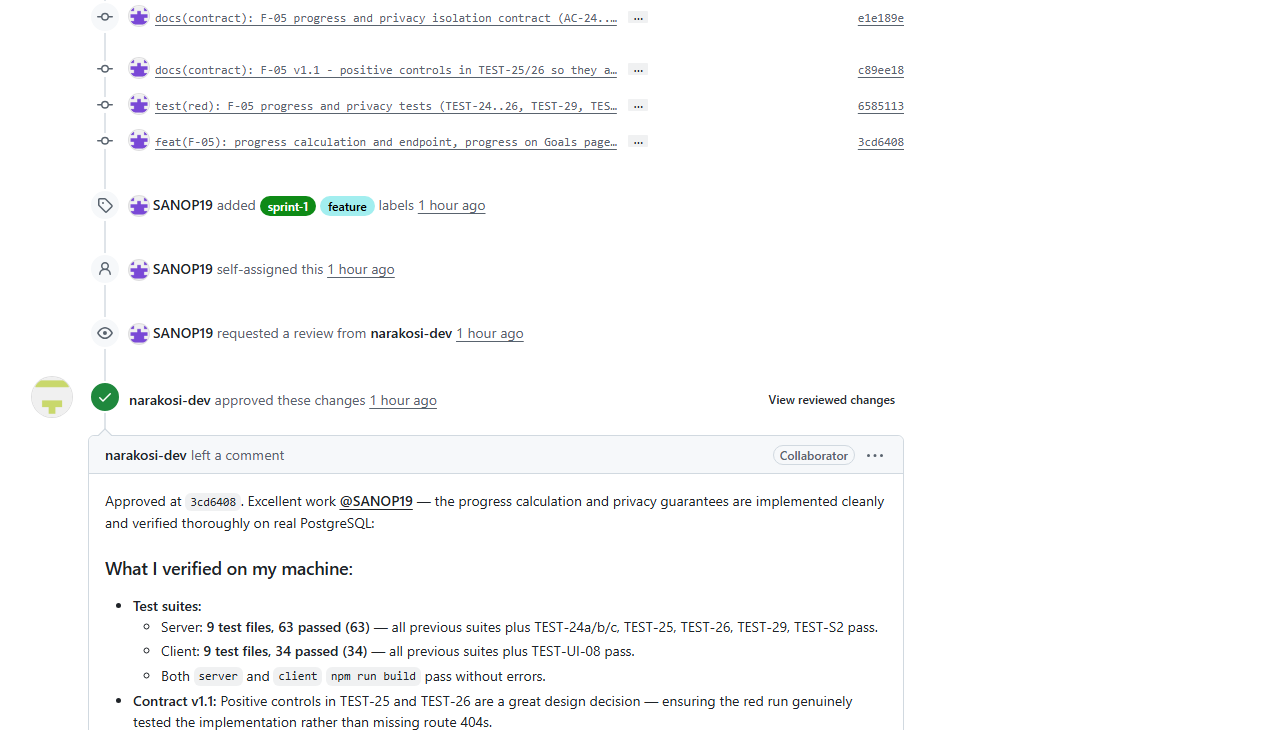 docs(contract): F-05 progress and privacy isolation contract (AC-24..… ... e1e189e
docs(contract): F-05 v1.1 - positive controls in TEST-25/26 so they a… ... c89ee18
test(red): F-05 progress and privacy tests (TEST-24..26, TEST-29, TES… ... 6585113
feat(F-05): progress calculation and endpoint, progress on Goals page… ... 3cd6408
SANOP19 added sprint-1 feature labels 1 hour ago
SANOP19 self-assigned this 1 hour ago
SANOP19 requested a review from narakosi-dev 1 hour ago
narakosi-dev approved these changes 1 hour ago View reviewed changes
narakosi-dev left a comment Collaborator
Approved at 3cd6408. Excellent work @SANOP19 — the progress calculation and privacy guarantees are implemented cleanly
and verified thoroughly on real PostgreSQL:
What I verified on my machine:
Test suites:
Server: 9 test files, 63 passed (63) — all previous suites plus TEST-24a/b/c, TEST-25, TEST-26, TEST-29, TEST-S2 pass.
Client: 9 test files, 34 passed (34) — all previous suites plus TEST-UI-08 pass.
Both server and client npm run build pass without errors.
Contract v1.1: Positive controls in TEST-25 and TEST-26 are a great design decision — ensuring the red run genuinely
tested the implementation rather than missing route 404s.